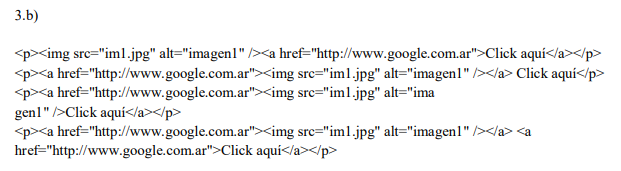 3.b)
<p><img src="im1.jpg" alt="imagen1" /><a href="http://www.google.com.ar">Click aquí</a></p>
<p><a href="http://www.google.com.ar"><img src="im1.jpg" alt="imagen1" /></a> Click aquí</p>
<p><a href="http://www.google.com.ar"><img src="im1.jpg" alt="ima
gen1" />Click aquí</a></p>
<p><a href="http://www.google.com.ar"><img src="im1.jpg" alt="imagen1" /></a> <a
href="http://www.google.com.ar">Click aquí</a></p>